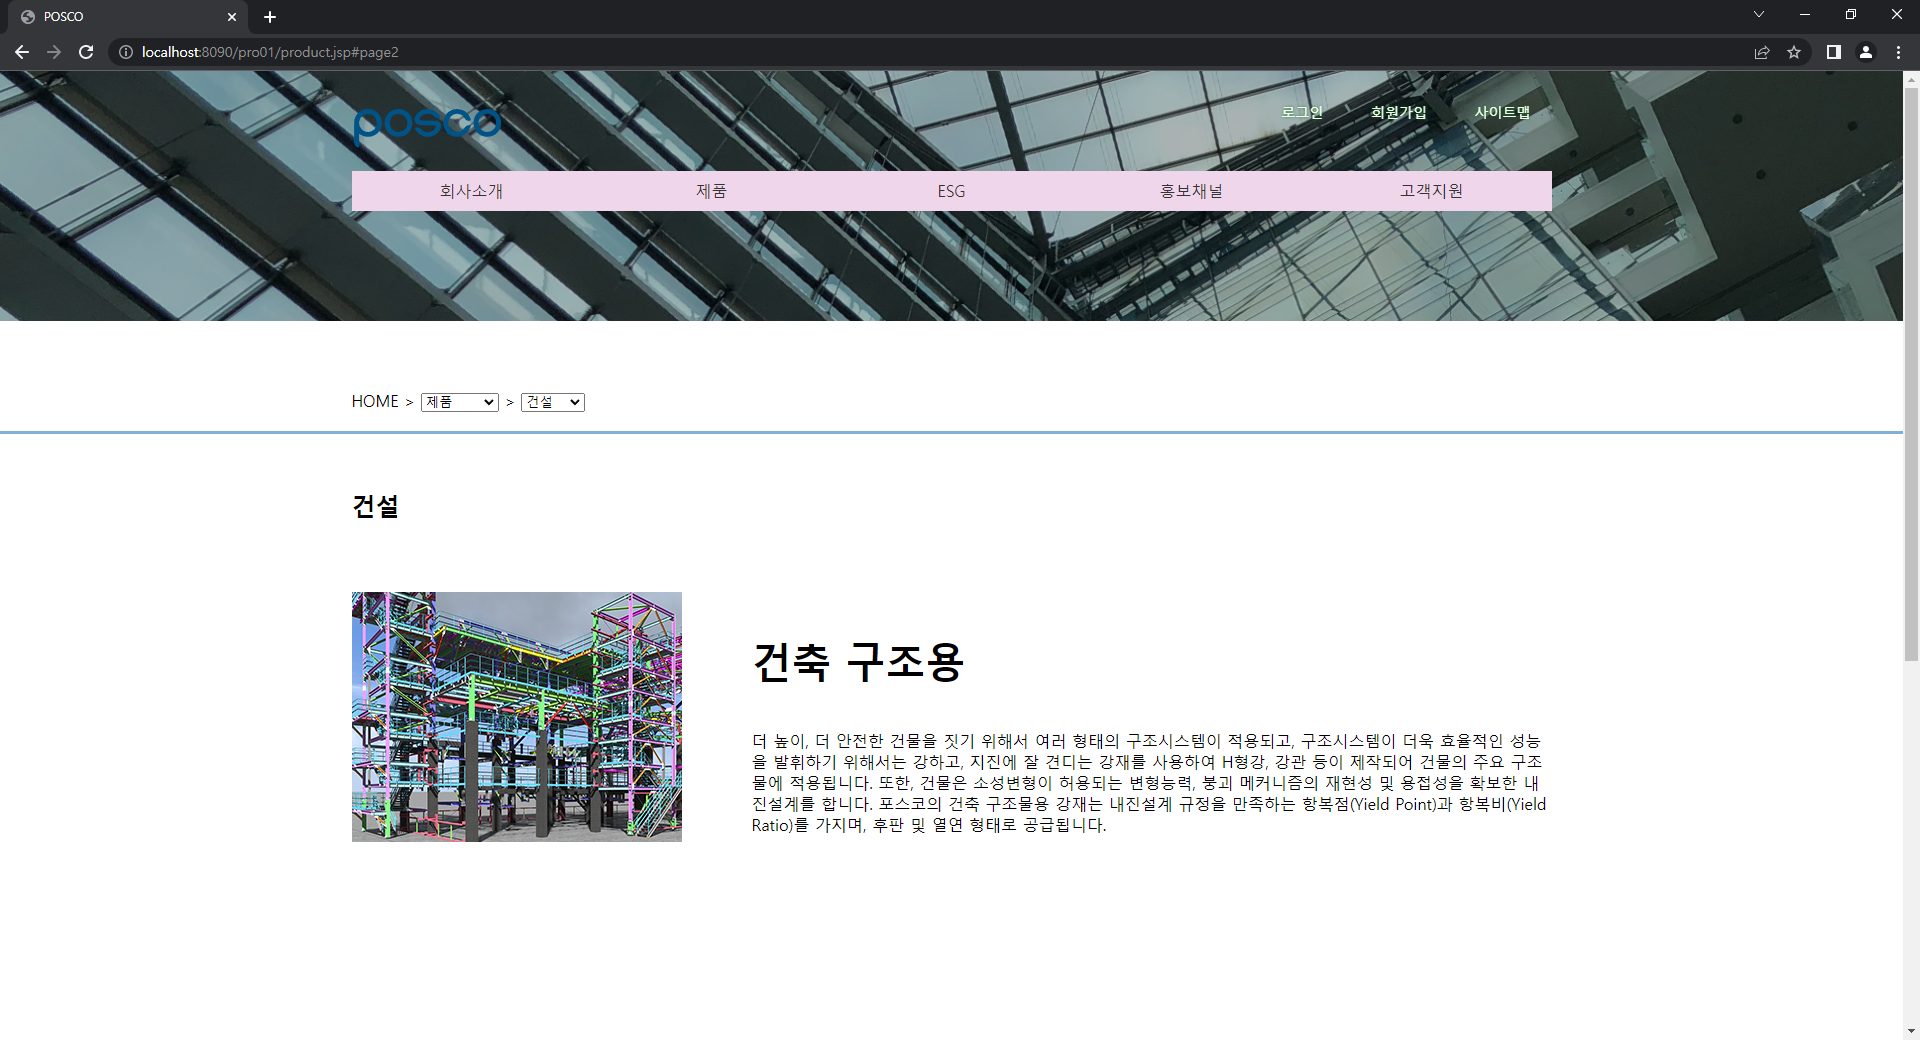 POSCO
localhost:8090/pro01/product.jsp#page2
posco
로그인 회원가입 사이트맵
회사소개 제품 ESG 홍보채널 고객지원
HOME > 제품 > 건설
건설
건축 구조용
더 높이, 더 안전한 건물을 짓기 위해서 여러 형태의 구조시스템이 적용되고, 구조시스템이 더욱 효율적인 성능
을 발휘하기 위해서는 강하고, 지진에 잘 견디는 강재를 사용하여 H형강, 강관 등이 제작되어 건물의 주요 구조
물에 적용됩니다. 또한, 건물은 소성변형이 허용되는 변형능력, 붕괴 메커니즘의 재현성 및 용접성을 확보한 내
진설계를 합니다. 포스코의 건축 구조물용 강재는 내진설계 규정을 만족하는 항복점(Yield Point)과 항복비(Yield
Ratio)를 가지며, 후판 및 열연 형태로 공급됩니다.